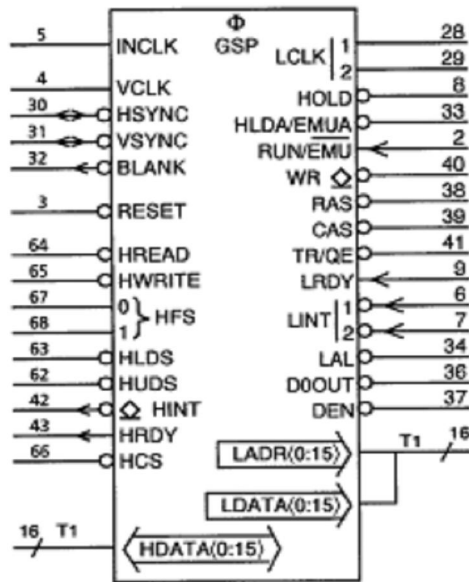 Φ
GSP
5 INCLK
4 VCLK
30 HSYNC
31 VSYNC
32 BLANK
3 RESET
64 HREAD
65 HWRITE
67 0
68 1
HFS
63 HLDS
62 HUDS
42 HINT
43 HRDY
66 HCS
16 T1 HDATA(0:15)
LCLK
1 28
2 29
HOLD 8
HLDA/EMUA 33
RUN/EMU 2
WR 40
RAS 38
CAS 39
TR/QE 41
LRDY 9
LINT
1 6
2 7
LAL 34
D0OUT 36
DEN 37
LADR(0:15) T1 16
LDATA(0:15)